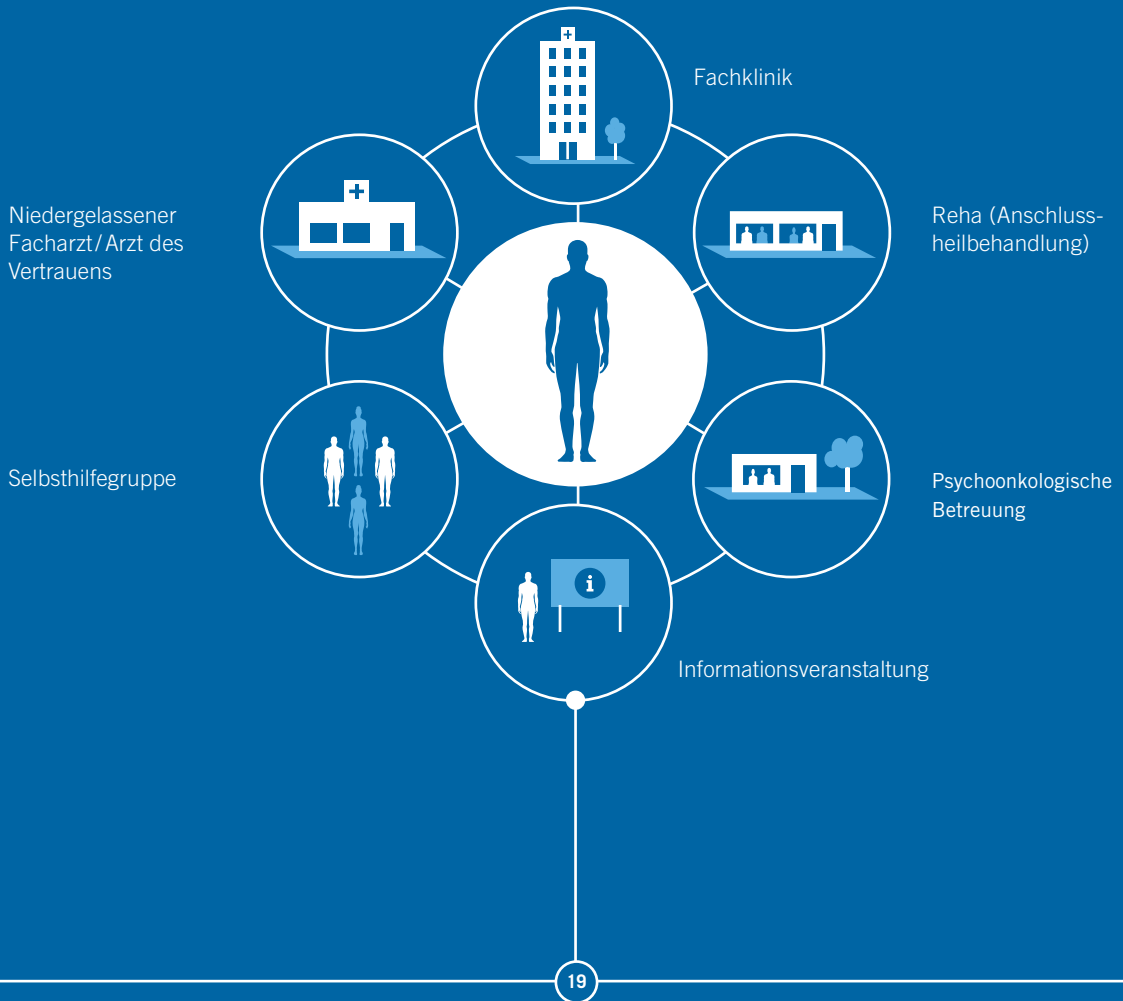 Fachklinik
Niedergelassener
Facharzt/Arzt des
Vertrauens
Reha (Anschluss-
heilbehandlung)
Selbsthilfegruppe
Psychoonkologische
Betreuung
i
Informationsveranstaltung
19